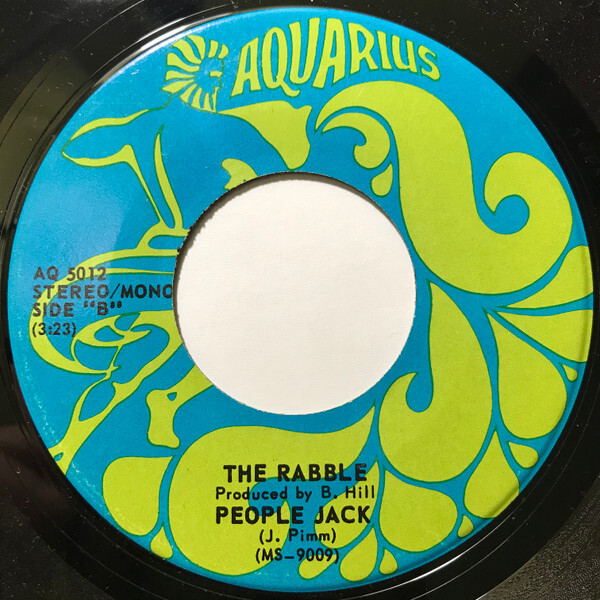 AQUARIUS
AQ 5012
STEREO/MONO
SIDE "B"
(3:23)
THE RABBLE
Produced by B. Hill
PEOPLE JACK
(J. Pimm)
(MS-9009)